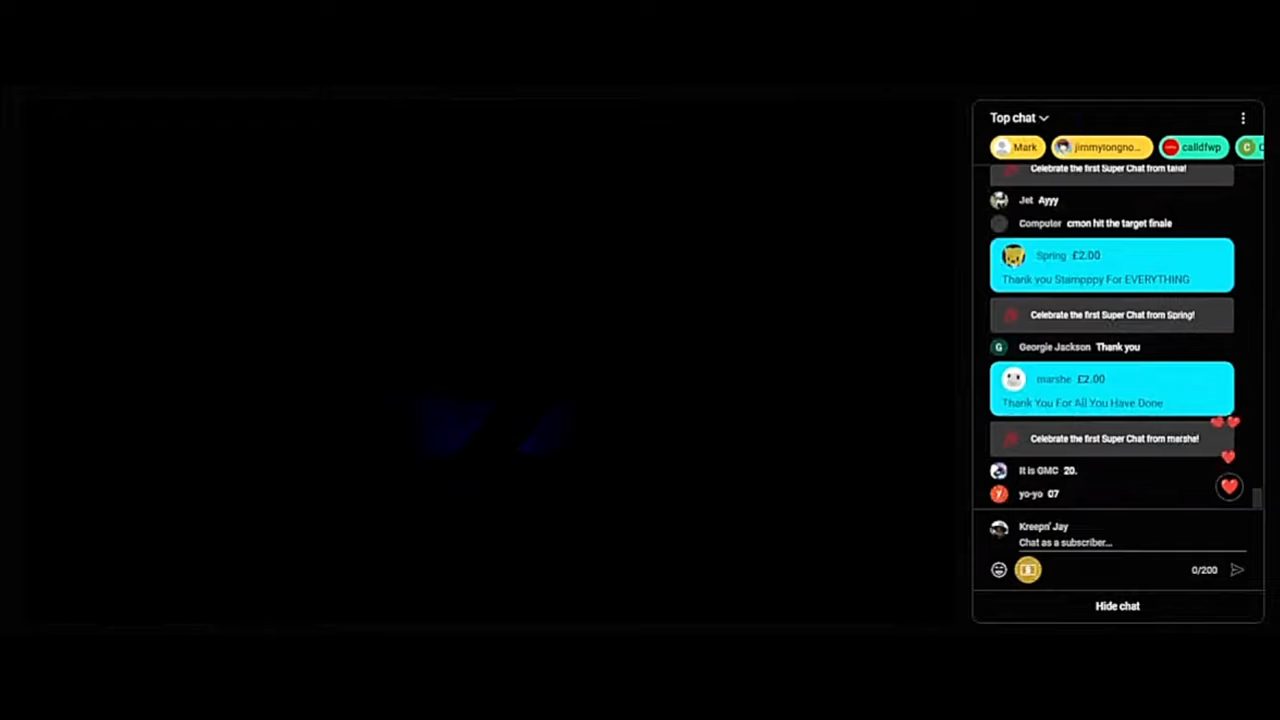 Top chat
Mark
jimmytongno...
calldfwp
C
Celebrate the first Super Chat from talia!
Jet Ayyy
Computer cmon hit the target finale
Spring £2.00
Thank you Stampppy For EVERYTHING
Celebrate the first Super Chat from Spring!
G
Georgie Jackson Thank you
marshe £2.00
Thank You For All You Have Done
Celebrate the first Super Chat from marshe!
It is GMC 20.
y
yo-yo 07
Kreepn' Jay
Chat as a subscriber...
0/200
Hide chat